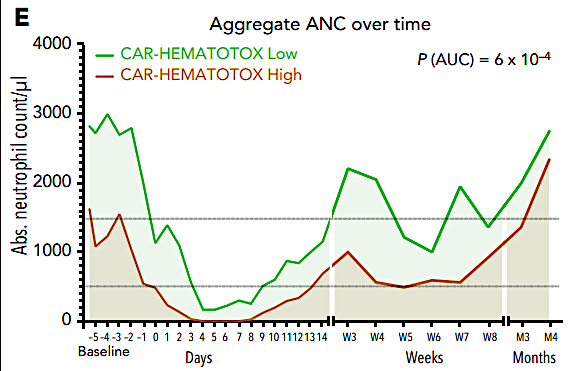 E
Aggregate ANC over time
CAR-HEMATOTOX Low
CAR-HEMATOTOX High
P (AUC) = 6 x 10–4
Abs. neutrophil count/µl
4000
3000
2000
1000
0
–5 –4 –3 –2 –1 0 1 2 3 4 5 6 7 8 9 10 11 12 13 14 W3 W4 W5 W6 W7 W8 M3 M4
Baseline Days Weeks Months